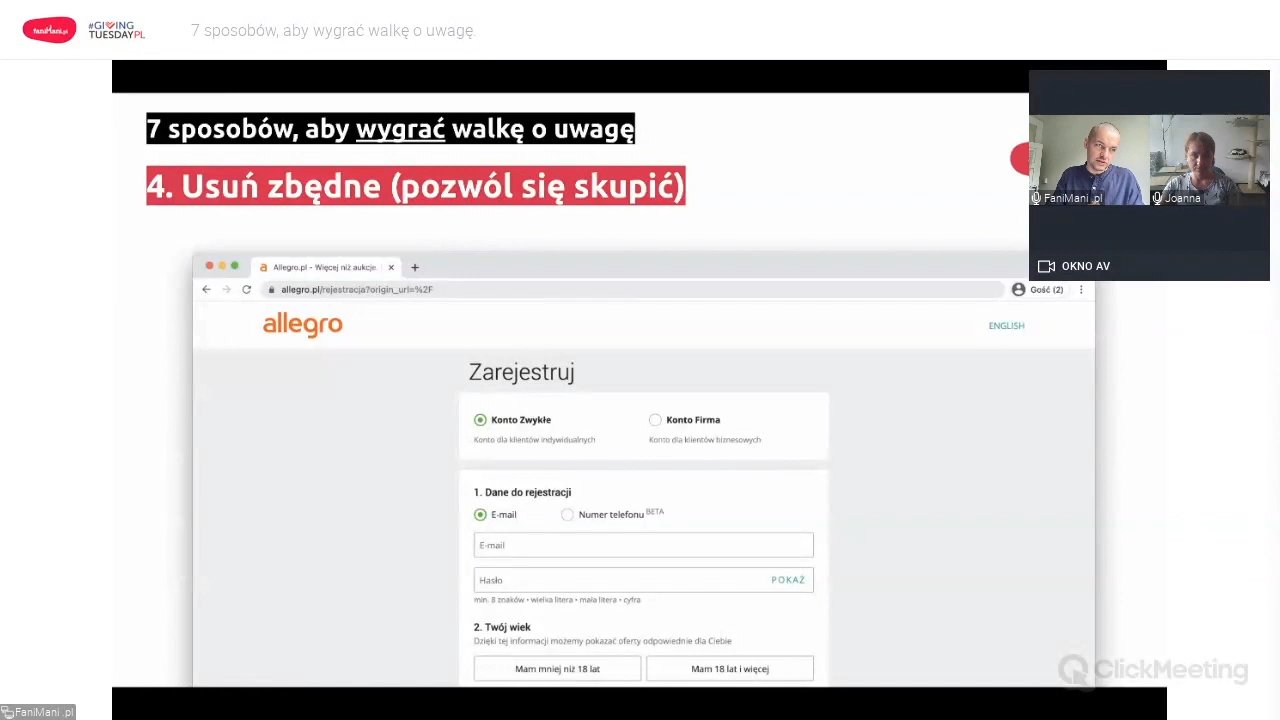 faniMani.pl
#GIVING
TUESDAYPL
7 sposobów, aby wygrać walkę o uwagę.
7 sposobów, aby wygrać walkę o uwagę
4. Usuń zbędne (pozwól się skupić)
FaniMani .pl
Joanna
OKNO AV
Allegro.pl - Więcej niż aukcje.
allegro.pl/rejestracja?origin_url=%2F
Gość (2)
allegro
ENGLISH
Zarejestruj
Konto Zwykłe
Konto Firma
Konto dla klientów indywidualnych
Konto dla klientów biznesowych
1. Dane do rejestracji
E-mail
Numer telefonu BETA
E-mail
Hasło
POKAŻ
min. 8 znaków • wielka litera • mała litera • cyfra
2. Twój wiek
Dzięki tej informacji możemy pokazać oferty odpowiednie dla Ciebie
Mam mniej niż 18 lat
Mam 18 lat i więcej
ClickMeeting
FaniMani .pl